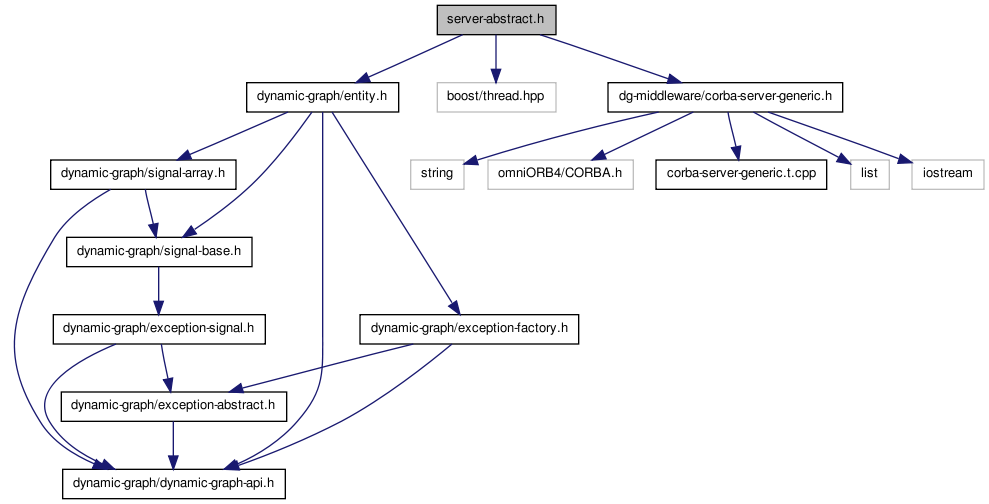 server-abstract.h
dynamic-graph/entity.h
boost/thread.hpp
dg-middleware/corba-server-generic.h
dynamic-graph/signal-array.h
string
omniORB4/CORBA.h
corba-server-generic.t.cpp
list
iostream
dynamic-graph/signal-base.h
dynamic-graph/exception-signal.h
dynamic-graph/exception-factory.h
dynamic-graph/exception-abstract.h
dynamic-graph/dynamic-graph-api.h